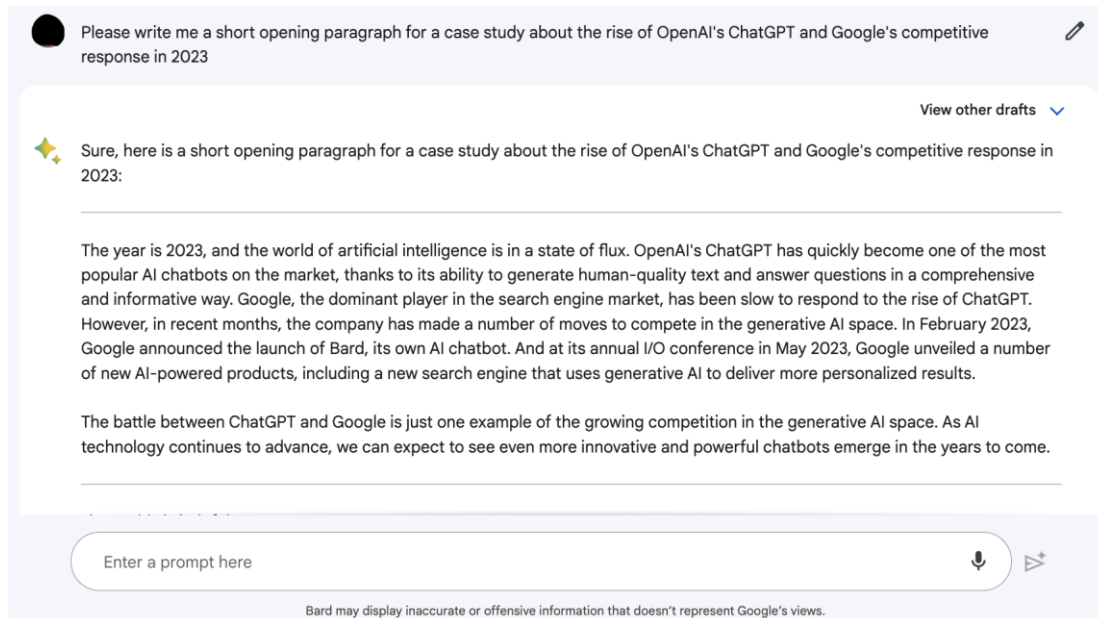 Please write me a short opening paragraph for a case study about the rise of OpenAI's ChatGPT and Google's competitive
response in 2023
View other drafts
Sure, here is a short opening paragraph for a case study about the rise of OpenAI's ChatGPT and Google's competitive response in
2023:
The year is 2023, and the world of artificial intelligence is in a state of flux. OpenAI's ChatGPT has quickly become one of the most
popular AI chatbots on the market, thanks to its ability to generate human-quality text and answer questions in a comprehensive
and informative way. Google, the dominant player in the search engine market, has been slow to respond to the rise of ChatGPT.
However, in recent months, the company has made a number of moves to compete in the generative AI space. In February 2023,
Google announced the launch of Bard, its own AI chatbot. And at its annual I/O conference in May 2023, Google unveiled a number
of new AI-powered products, including a new search engine that uses generative AI to deliver more personalized results.
The battle between ChatGPT and Google is just one example of the growing competition in the generative AI space. As AI
technology continues to advance, we can expect to see even more innovative and powerful chatbots emerge in the years to come.
Enter a prompt here
Bard may display inaccurate or offensive information that doesn't represent Google's views.